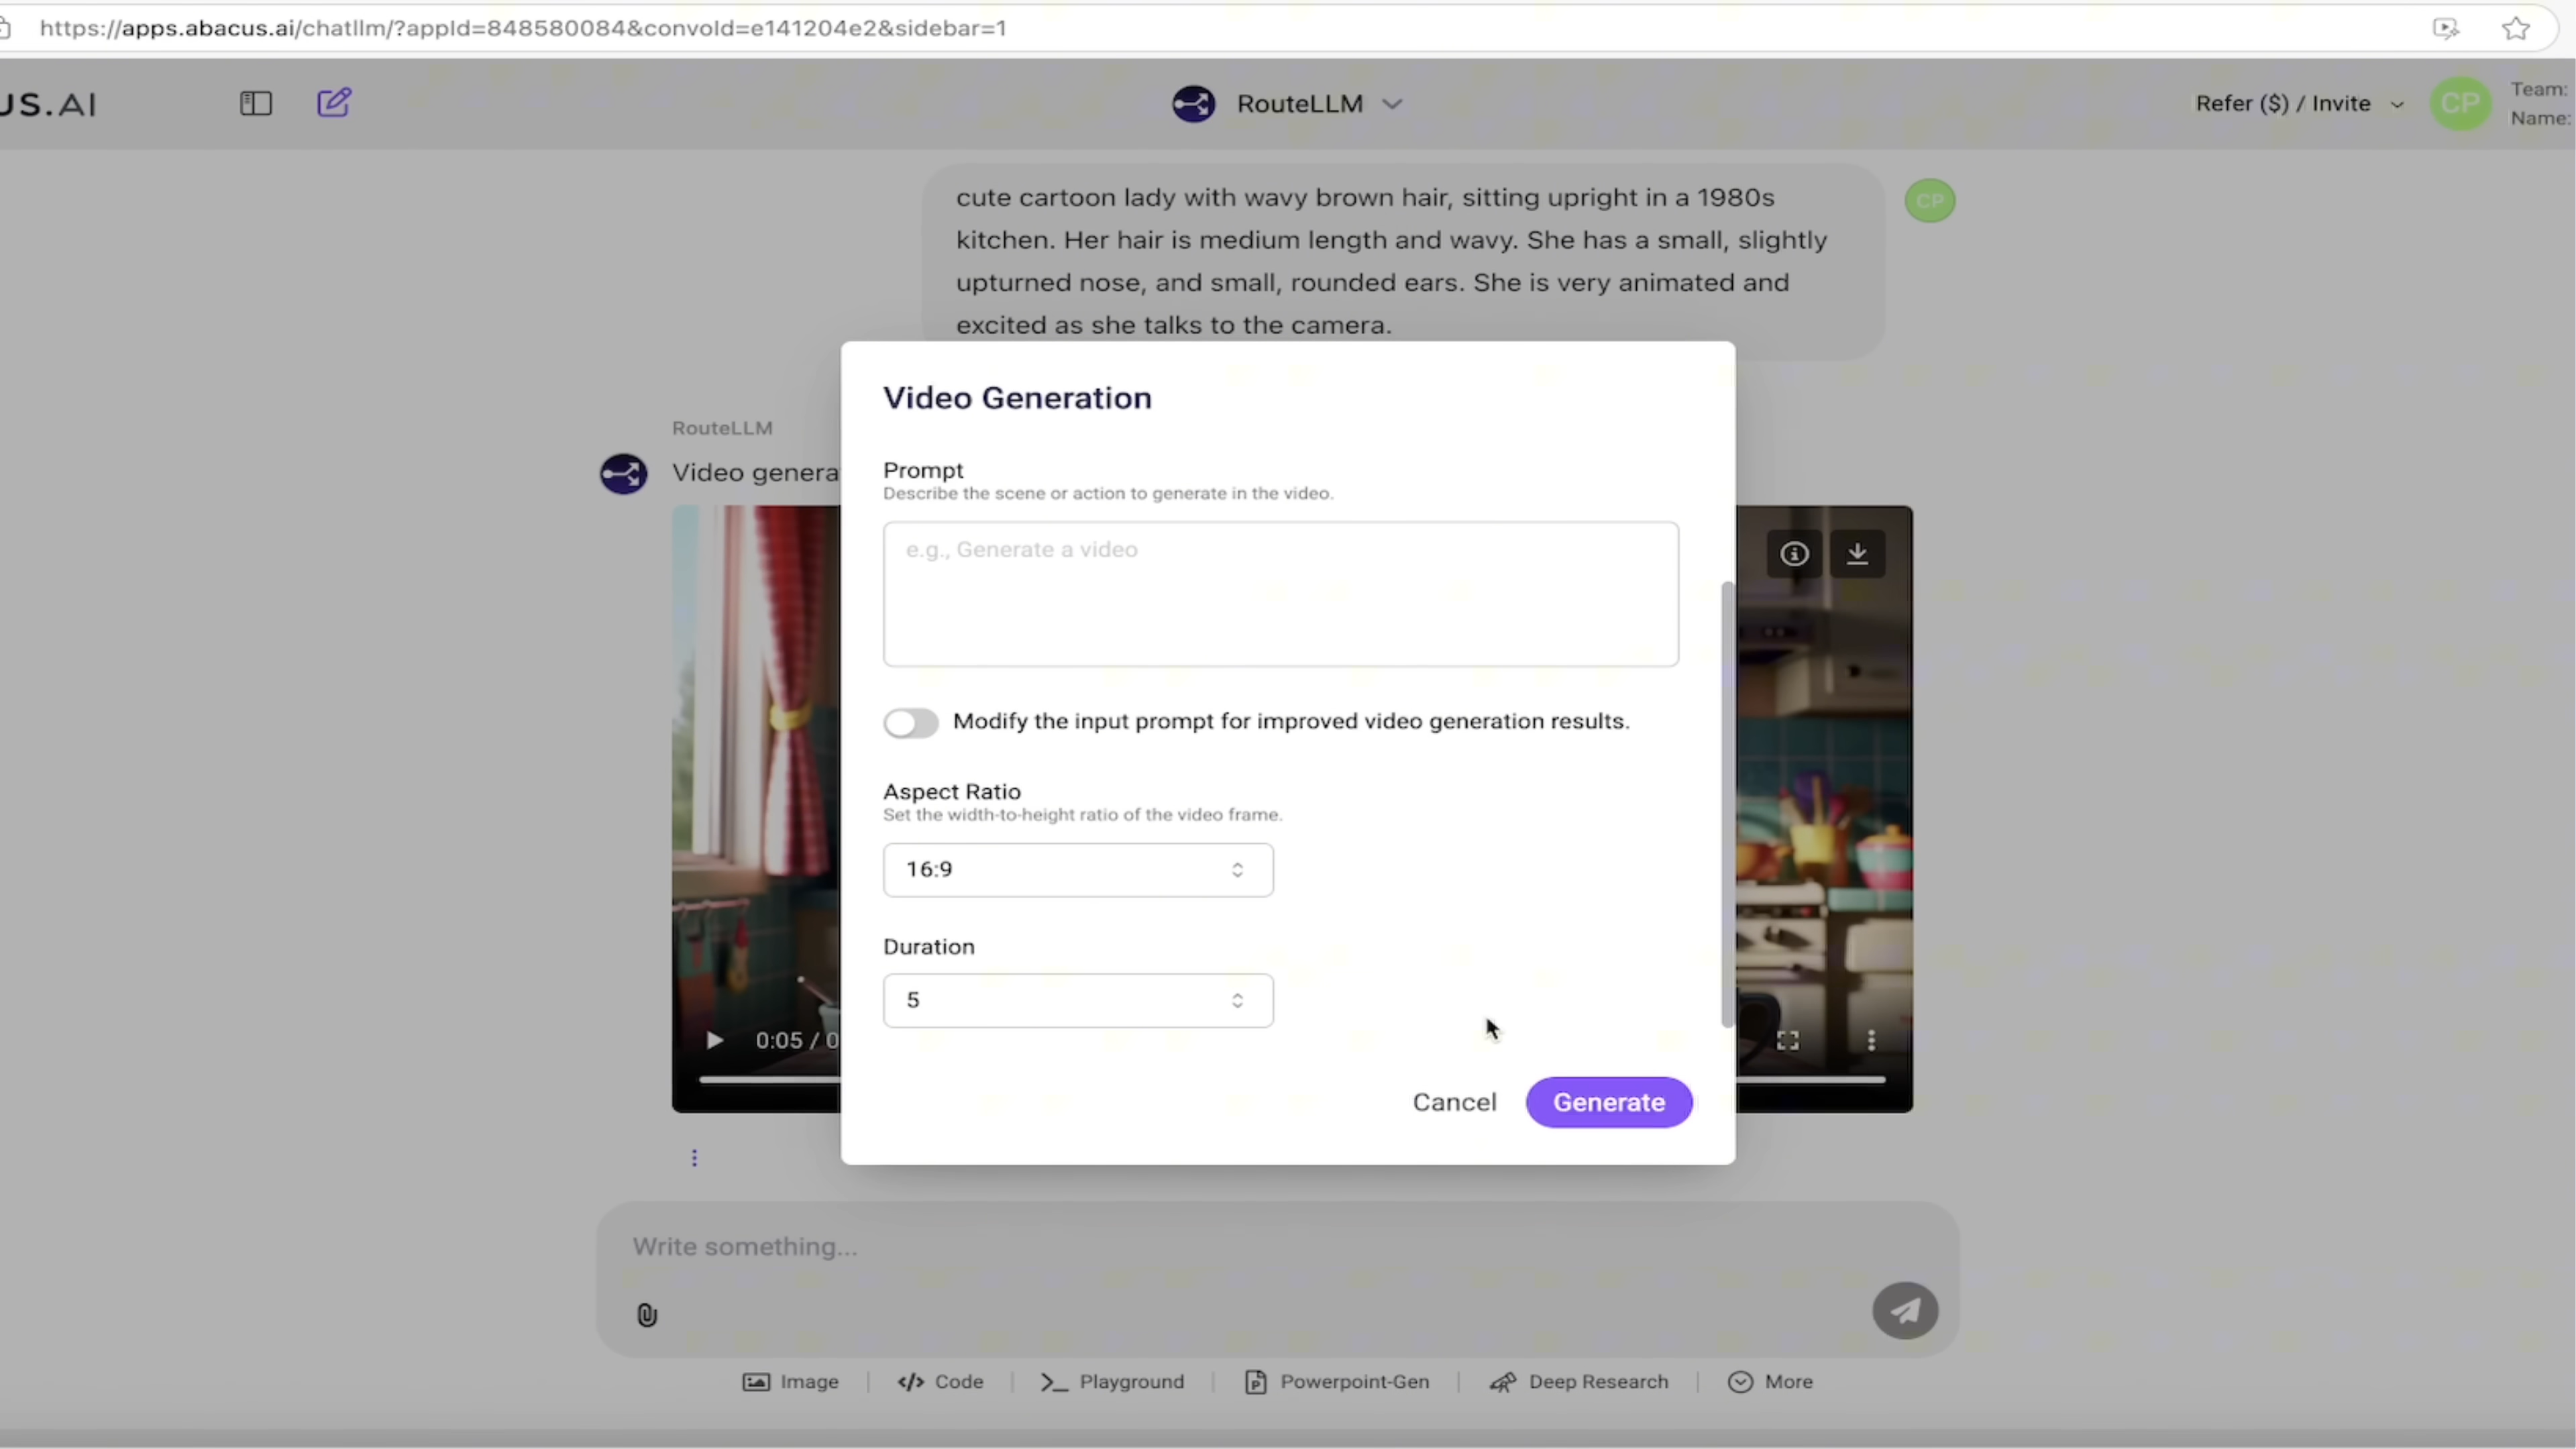 https://apps.abacus.ai/chatllm/?appId=848580084&convoId=e141204e2&sidebar=1
US.AI
RouteLLM
Refer ($) / Invite
CP
Team:
Name:
cute cartoon lady with wavy brown hair, sitting upright in a 1980s
kitchen. Her hair is medium length and wavy. She has a small, slightly
upturned nose, and small, rounded ears. She is very animated and
excited as she talks to the camera.
CP
RouteLLM
Video genera
Video Generation
Prompt
Describe the scene or action to generate in the video.
e.g., Generate a video
Modify the input prompt for improved video generation results.
Aspect Ratio
Set the width-to-height ratio of the video frame.
16:9
Duration
5
0:05 / 0
Cancel
Generate
Write something...
Image
Code
Playground
Powerpoint-Gen
Deep Research
More